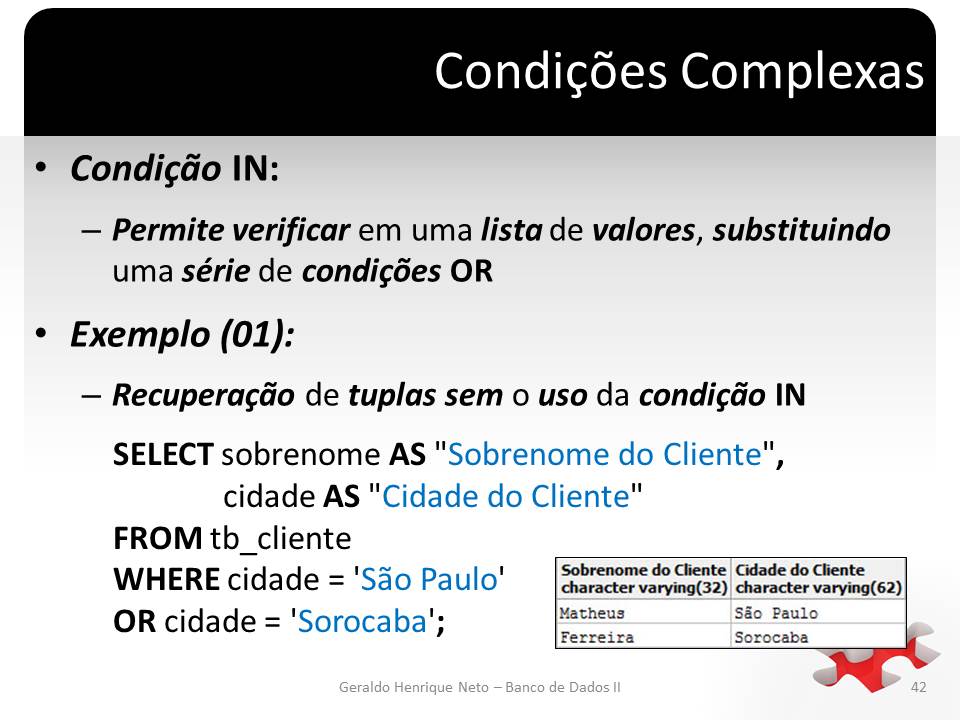 Condições Complexas
• Condição IN:
– Permite verificar em uma lista de valores, substituindo
uma série de condições OR
• Exemplo (01):
– Recuperação de tuplas sem o uso da condição IN
SELECT sobrenome AS "Sobrenome do Cliente",
cidade AS "Cidade do Cliente"
FROM tb_cliente
WHERE cidade = 'São Paulo'
OR cidade = 'Sorocaba';
Sobrenome do Cliente Cidade do Cliente
character varying(32) character varying(62)
Matheus São Paulo
Ferreira Sorocaba
Geraldo Henrique Neto – Banco de Dados II 42